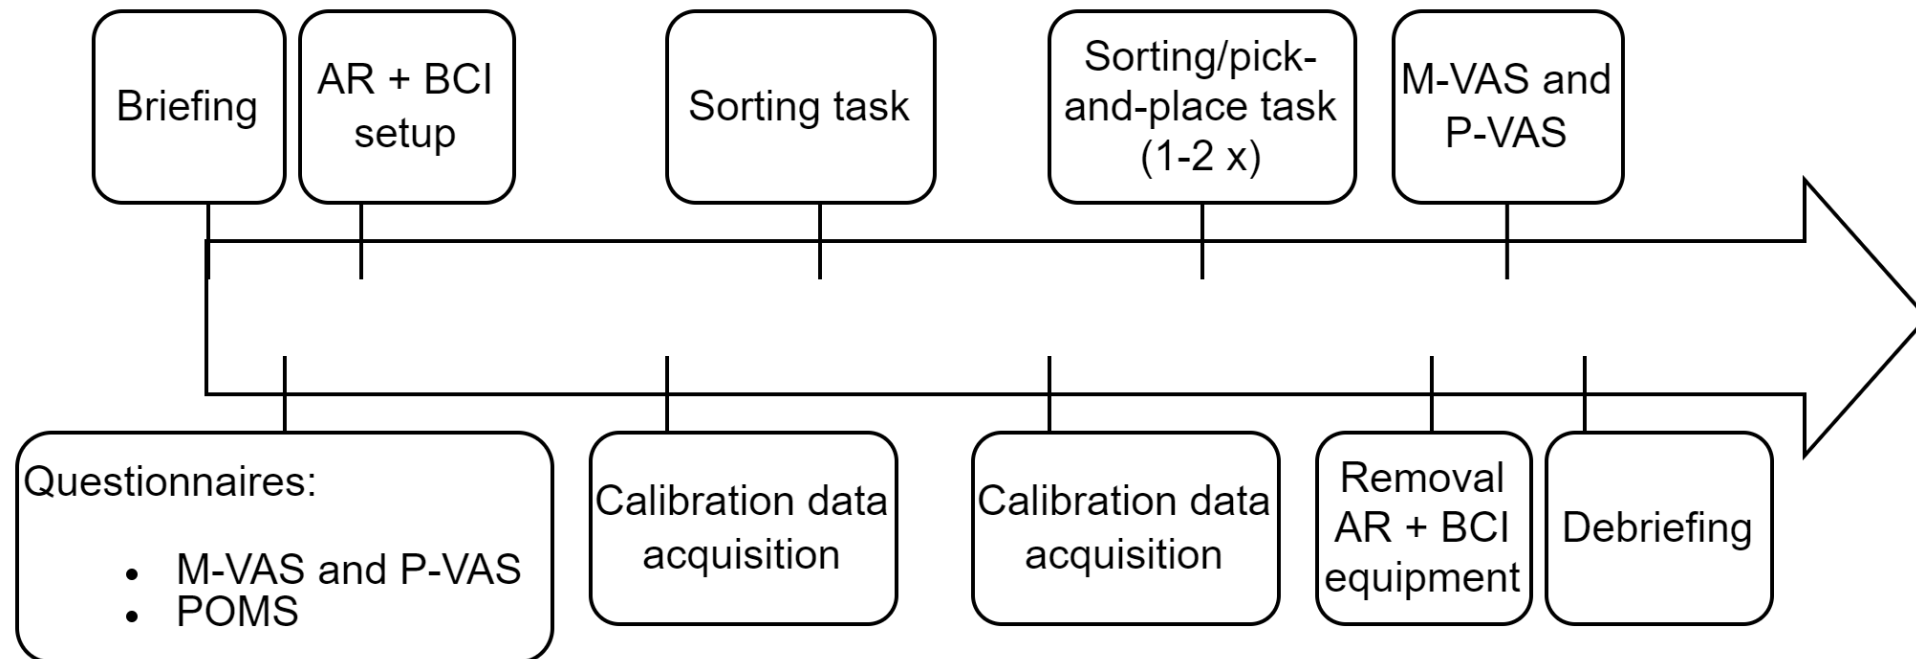 Briefing
AR + BCI
setup
Sorting task
Sorting/pick-
and-place task
(1-2 x)
M-VAS and
P-VAS
Questionnaires:
• M-VAS and P-VAS
• POMS
Calibration data
acquisition
Calibration data
acquisition
Removal
AR + BCI
equipment
Debriefing